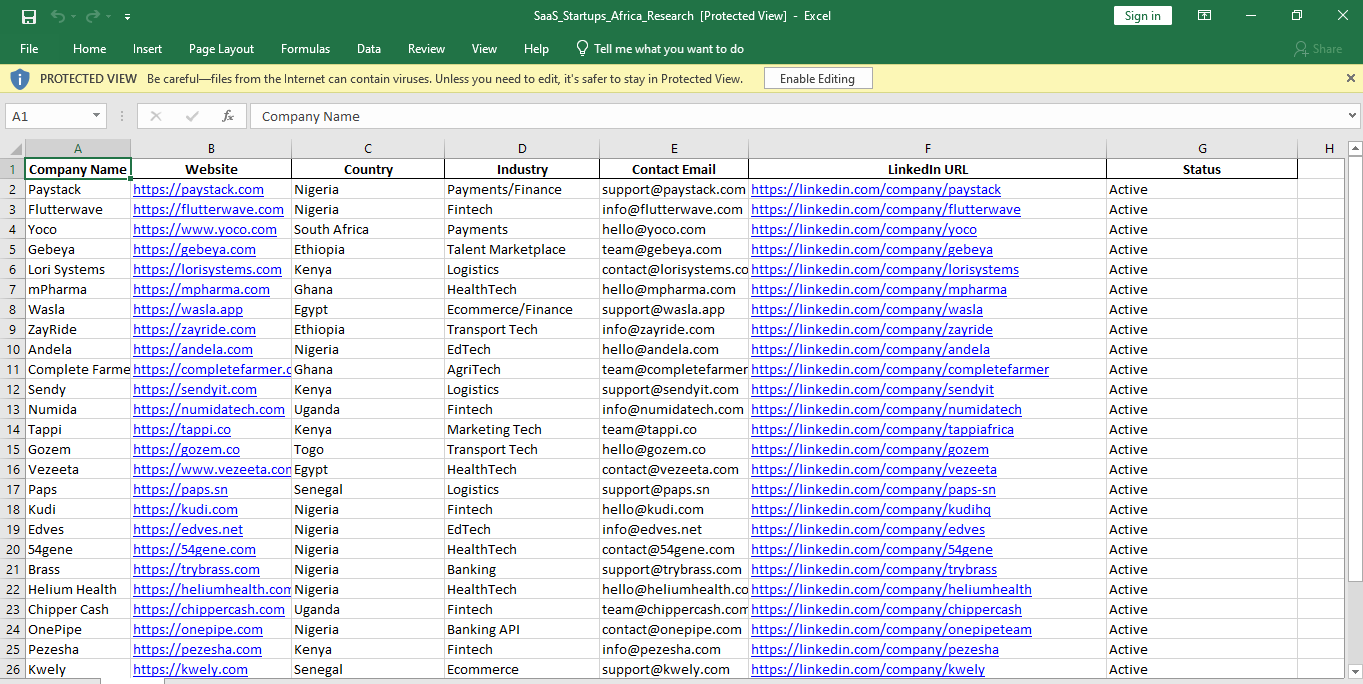 SaaS_Startups_Africa_Research [Protected View] - Excel
Sign in
File Home Insert Page Layout Formulas Data Review View Help Tell me what you want to do Share
PROTECTED VIEW Be careful—files from the Internet can contain viruses. Unless you need to edit, it's safer to stay in Protected View. Enable Editing
A1 fx Company Name
A B C D E F G H
1 Company Name Website Country Industry Contact Email LinkedIn URL Status
2 Paystack https://paystack.com Nigeria Payments/Finance support@paystack.com https://linkedin.com/company/paystack Active
3 Flutterwave https://flutterwave.com Nigeria Fintech info@flutterwave.com https://linkedin.com/company/flutterwave Active
4 Yoco https://www.yoco.com South Africa Payments hello@yoco.com https://linkedin.com/company/yoco Active
5 Gebeya https://gebeya.com Ethiopia Talent Marketplace team@gebeya.com https://linkedin.com/company/gebeya Active
6 Lori Systems https://lorisystems.com Kenya Logistics contact@lorisystems.co https://linkedin.com/company/lorisystems Active
7 mPharma https://mpharma.com Ghana HealthTech hello@mpharma.com https://linkedin.com/company/mpharma Active
8 Wasla https://wasla.app Egypt Ecommerce/Finance support@wasla.app https://linkedin.com/company/wasla Active
9 ZayRide https://zayride.com Ethiopia Transport Tech info@zayride.com https://linkedin.com/company/zayride Active
10 Andela https://andela.com Nigeria EdTech hello@andela.com https://linkedin.com/company/andela Active
11 Complete Farme https://completefarmer.c Ghana AgriTech team@completefarmer https://linkedin.com/company/completefarmer Active
12 Sendy https://sendyit.com Kenya Logistics support@sendyit.com https://linkedin.com/company/sendyit Active
13 Numida https://numidatech.com Uganda Fintech info@numidatech.com https://linkedin.com/company/numidatech Active
14 Tappi https://tappi.co Kenya Marketing Tech team@tappi.co https://linkedin.com/company/tappiafrica Active
15 Gozem https://gozem.co Togo Transport Tech hello@gozem.co https://linkedin.com/company/gozem Active
16 Vezeeta https://www.vezeeta.com Egypt HealthTech contact@vezeeta.com https://linkedin.com/company/vezeeta Active
17 Paps https://paps.sn Senegal Logistics support@paps.sn https://linkedin.com/company/paps-sn Active
18 Kudi https://kudi.com Nigeria Fintech hello@kudi.com https://linkedin.com/company/kudihq Active
19 Edves https://edves.net Nigeria EdTech info@edves.net https://linkedin.com/company/edves Active
20 54gene https://54gene.com Nigeria HealthTech contact@54gene.com https://linkedin.com/company/54gene Active
21 Brass https://trybrass.com Nigeria Banking support@trybrass.com https://linkedin.com/company/trybrass Active
22 Helium Health https://heliumhealth.com Nigeria HealthTech hello@heliumhealth.co https://linkedin.com/company/heliumhealth Active
23 Chipper Cash https://chippercash.com Uganda Fintech team@chippercash.com https://linkedin.com/company/chippercash Active
24 OnePipe https://onepipe.com Nigeria Banking API contact@onepipe.com https://linkedin.com/company/onepipeteam Active
25 Pezesha https://pezesha.com Kenya Fintech info@pezesha.com https://linkedin.com/company/pezesha Active
26 Kwely https://kwely.com Senegal Ecommerce support@kwely.com https://linkedin.com/company/kwely Active